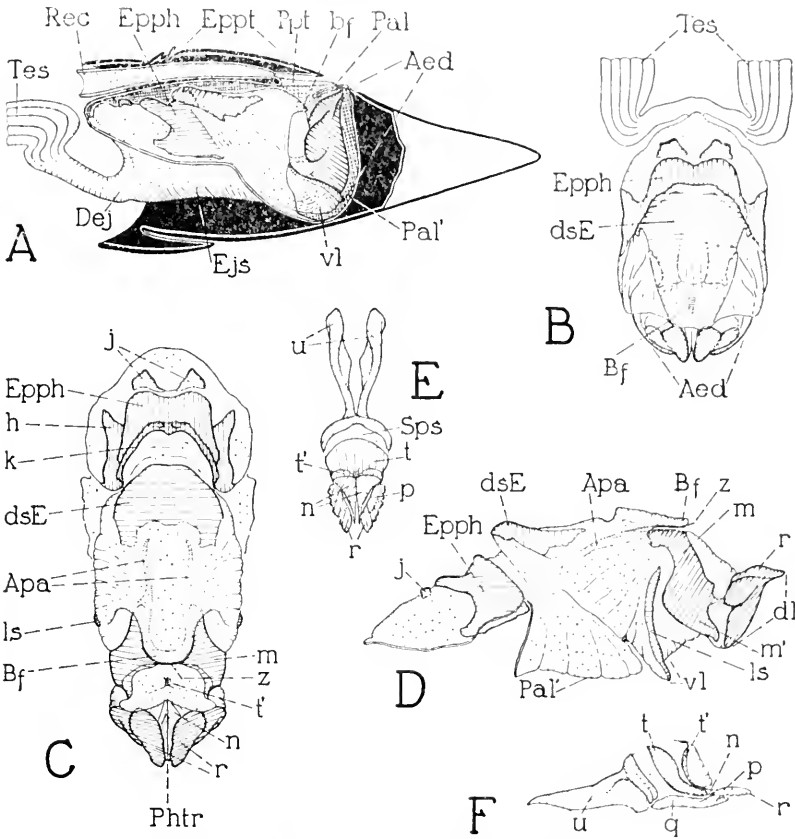 Rec Epph Eppt Ppt bf Pal
Tes Aed
Dej Ejs vl Pal'
A
Tes
Epph
dsE
Bf
Aed
B
j
Epph
h
k
dsE
Apa
ls
Bf
m
z
t'
n
r
Phtr
C
u
Sps
t
t'
n
p
r
E
dsE Apa Bf z
Epph m
j r
dl
m'
ls
Pal' vl
D
t t' n
p
r
u q
F